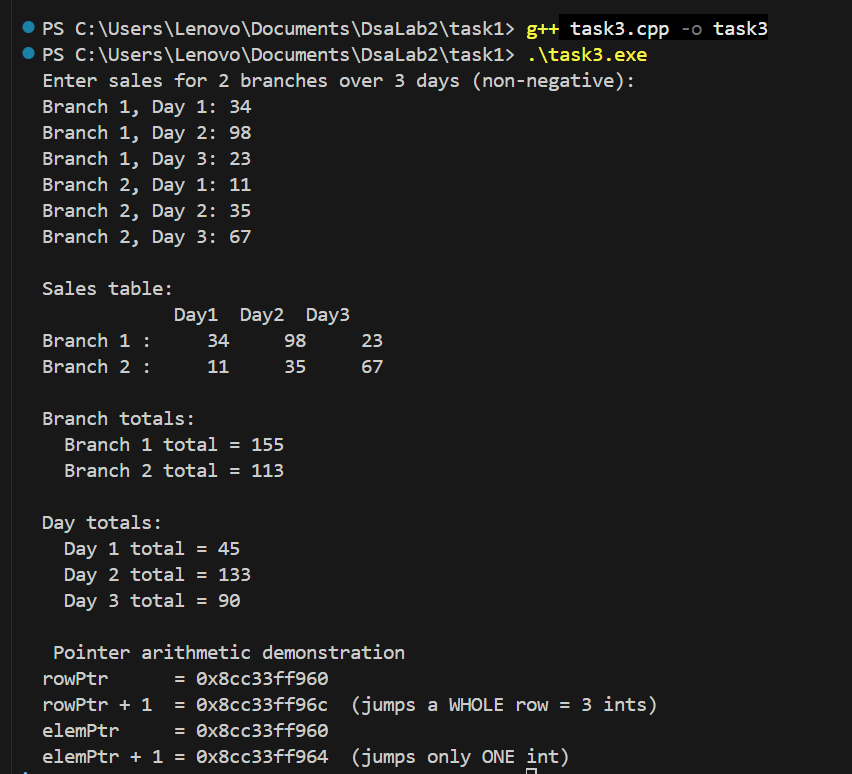 PS C:\Users\Lenovo\Documents\DsaLab2\task1> g++ task3.cpp -o task3
PS C:\Users\Lenovo\Documents\DsaLab2\task1> .\task3.exe
Enter sales for 2 branches over 3 days (non-negative):
Branch 1, Day 1: 34
Branch 1, Day 2: 98
Branch 1, Day 3: 23
Branch 2, Day 1: 11
Branch 2, Day 2: 35
Branch 2, Day 3: 67

Sales table:
            Day1  Day2  Day3
Branch 1 :     34     98     23
Branch 2 :     11     35     67

Branch totals:
  Branch 1 total = 155
  Branch 2 total = 113

Day totals:
  Day 1 total = 45
  Day 2 total = 133
  Day 3 total = 90

 Pointer arithmetic demonstration
rowPtr      = 0x8cc33ff960
rowPtr + 1  = 0x8cc33ff96c  (jumps a WHOLE row = 3 ints)
elemPtr     = 0x8cc33ff960
elemPtr + 1 = 0x8cc33ff964  (jumps only ONE int)